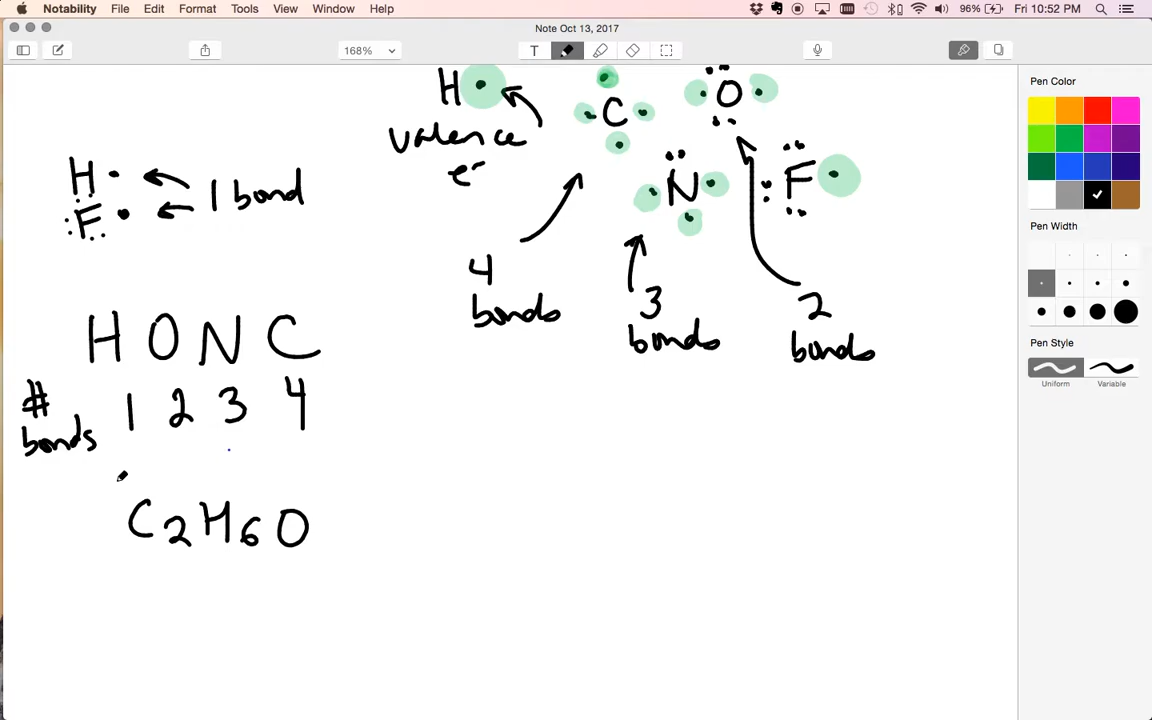 Notability File Edit Format Tools View Window Help
96% Fri 10:52 PM
Note Oct 13, 2017
168%
T
H C O
valence
e-
N F
H
F
1 bond
4
bonds
3
bonds
2
bonds
H O N C
#
bonds
1 2 3 4
C2H6O
Pen Color
Pen Width
Pen Style
Uniform Variable